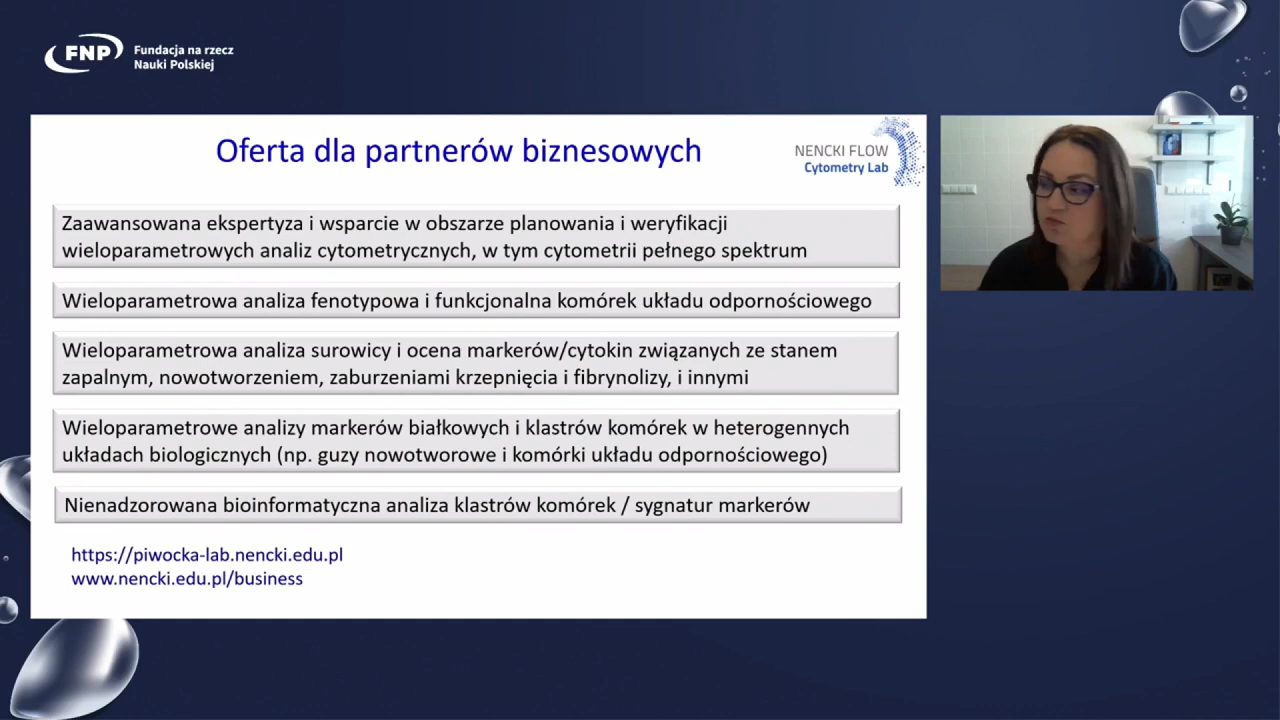 FNP
Fundacja na rzecz
Nauki Polskiej
Oferta dla partnerów biznesowych
NENCKI FLOW
Cytometry Lab
Zaawansowana ekspertyza i wsparcie w obszarze planowania i weryfikacji
wieloparametrowych analiz cytometrycznych, w tym cytometrii pełnego spektrum
Wieloparametrowa analiza fenotypowa i funkcjonalna komórek układu odpornościowego
Wieloparametrowa analiza surowicy i ocena markerów/cytokin związanych ze stanem
zapalnym, nowotworzeniem, zaburzeniami krzepnięcia i fibrynolizy, i innymi
Wieloparametrowe analizy markerów białkowych i klastrów komórek w heterogennych
układach biologicznych (np. guzy nowotworowe i komórki układu odpornościowego)
Nienadzorowana bioinformatyczna analiza klastrów komórek / sygnatur markerów
https://piwocka-lab.nencki.edu.pl
www.nencki.edu.pl/business